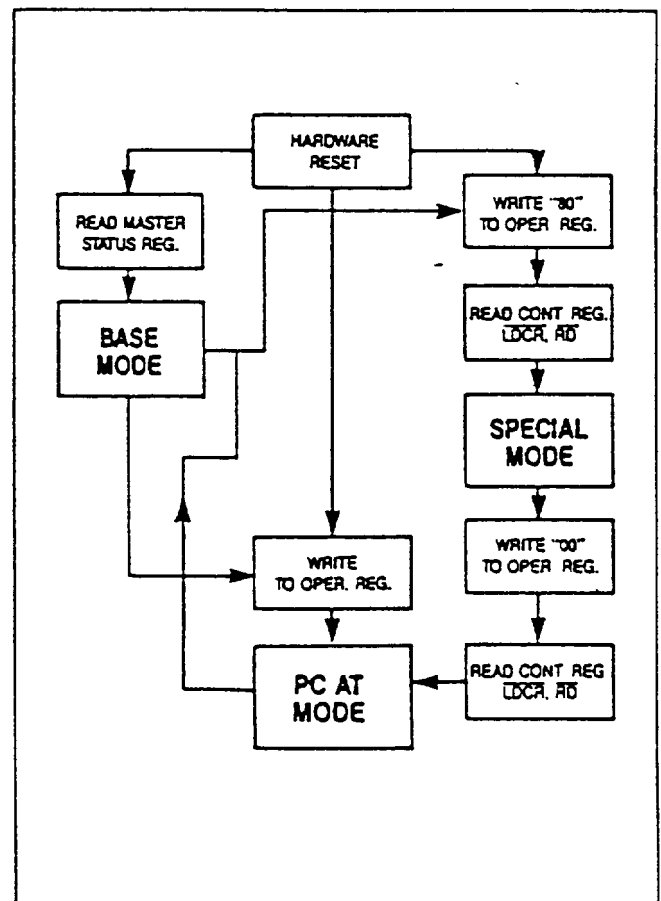 HARDWARE
RESET
READ MASTER
STATUS REG.
WRITE "80"
TO OPER REG.
BASE
MODE
READ CONT REG.
LDCR, RD
SPECIAL
MODE
WRITE
TO OPER. REG.
WRITE "00"
TO OPER REG.
PC AT
MODE
READ CONT REG
LDCR, RD